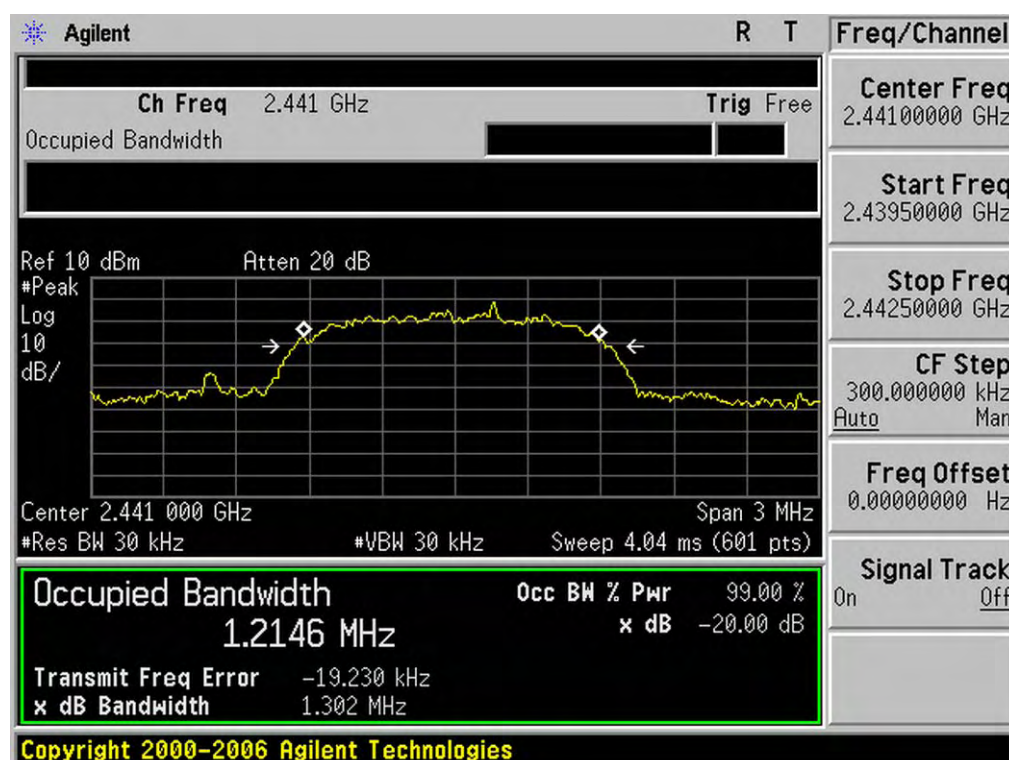 Agilent R T
Ch Freq 2.441 GHz Trig Free
Occupied Bandwidth
Ref 10 dBm Atten 20 dB
#Peak
Log
10
dB/
Center 2.441 000 GHz Span 3 MHz
#Res BW 30 kHz #VBW 30 kHz Sweep 4.04 ms (601 pts)
Occupied Bandwidth
1.2146 MHz
Occ BW % Pwr 99.00 %
x dB -20.00 dB
Transmit Freq Error -19.230 kHz
x dB Bandwidth 1.302 MHz
Copyright 2000-2006 Agilent Technologies
Freq/Channel
Center Freq
2.44100000 GHz
Start Freq
2.43950000 GHz
Stop Freq
2.44250000 GHz
CF Step
300.000000 kHz
Auto Man
Freq Offset
0.00000000 Hz
Signal Track
On Off